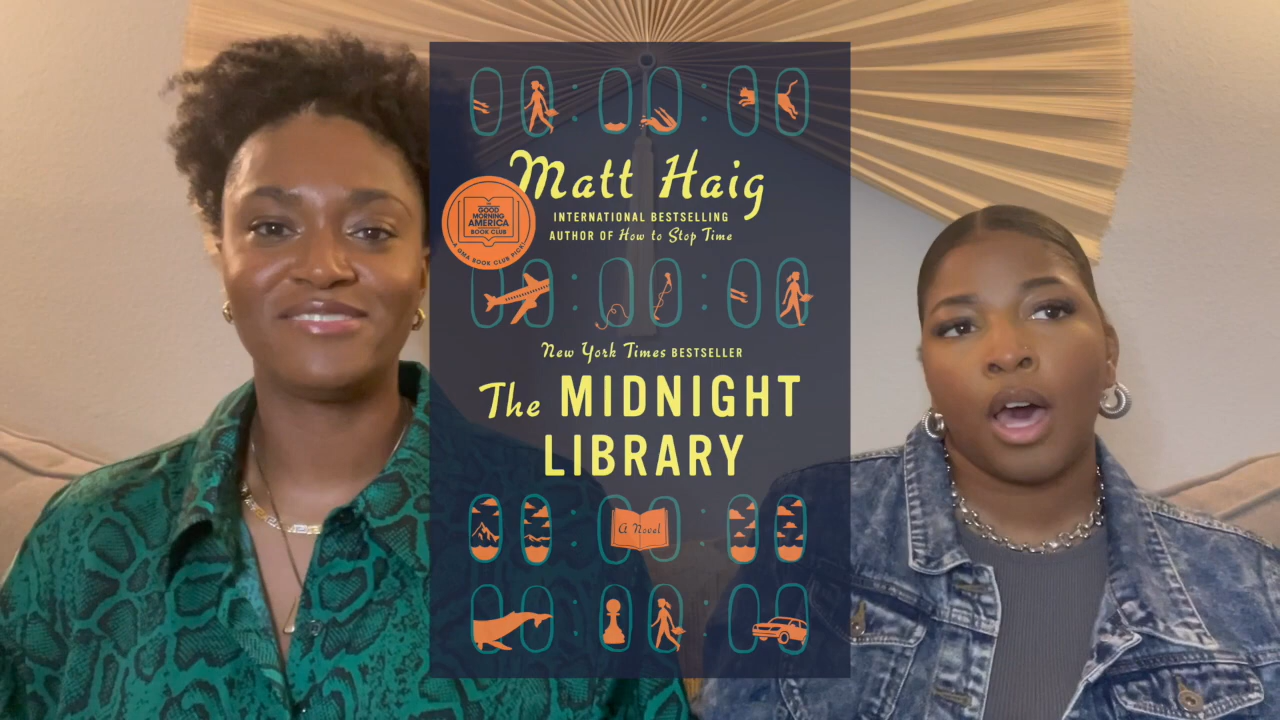 Matt Haig
INTERNATIONAL BESTSELLING
AUTHOR OF How to Stop Time
GOOD
MORNING
AMERICA
BOOK CLUB
A GMA BOOK CLUB PICK
New York Times BESTSELLER
The MIDNIGHT
LIBRARY
A Novel